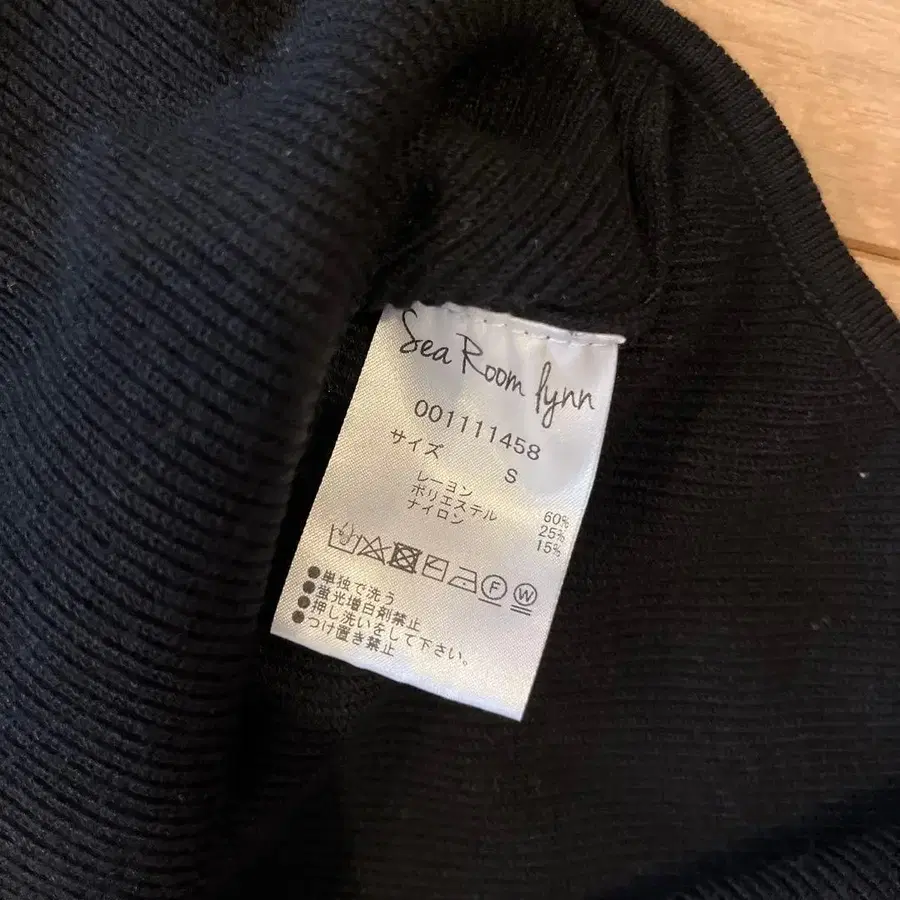 Sea Room lynn
001111458
サイズ S
レーヨン 60%
ポリエステル 25%
ナイロン 15%
F W
●単独で洗う
●蛍光増白剤禁止
●押し洗いをして下さい。
●つけ置き禁止